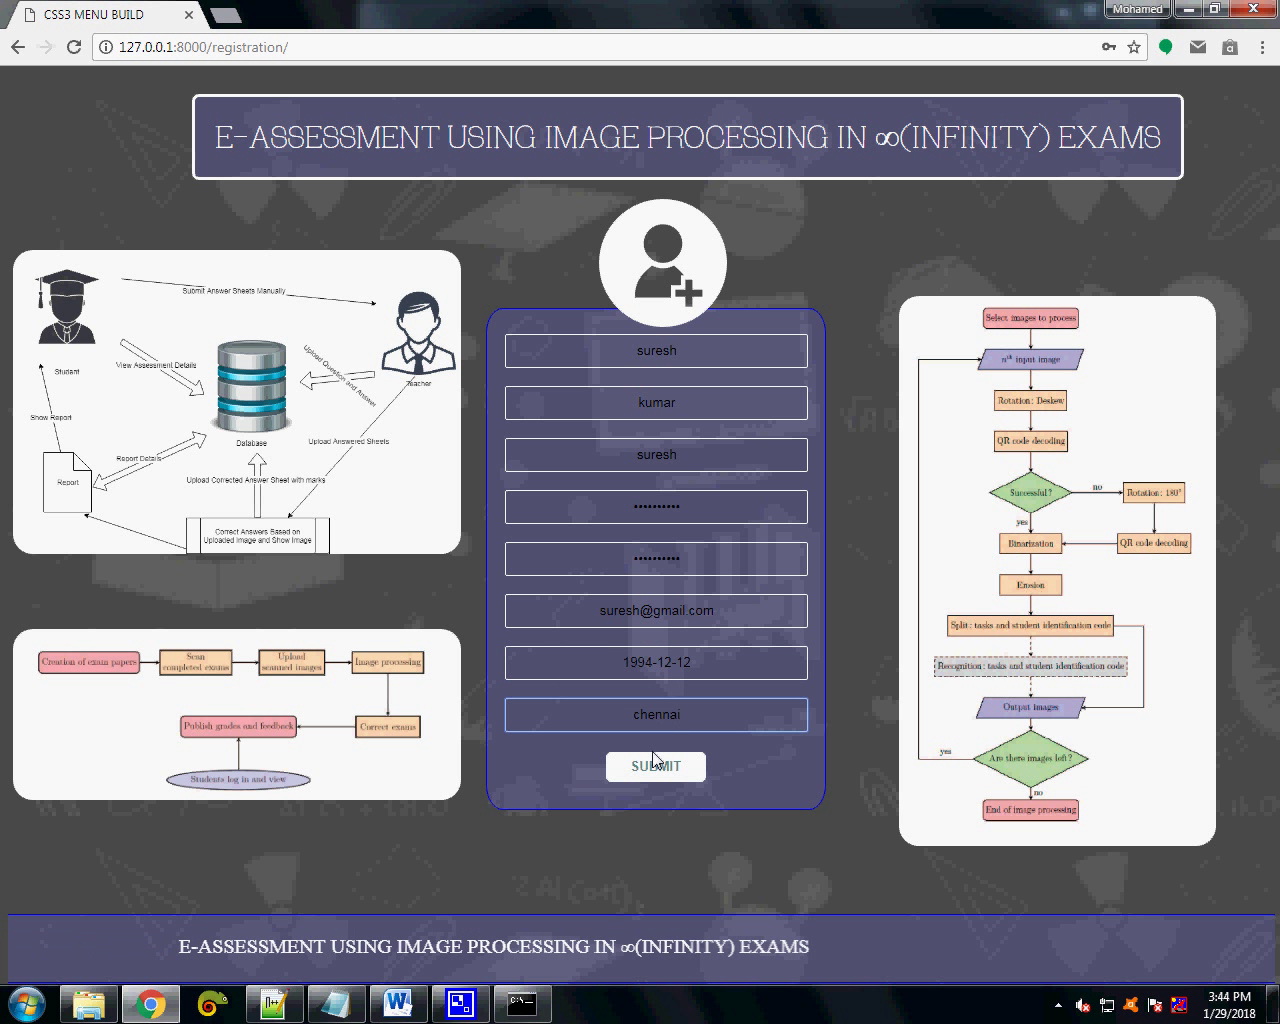 CSS3 MENU BUILD
Mohamed
127.0.0.1:8000/registration/
E-ASSESSMENT USING IMAGE PROCESSING IN ∞(INFINITY) EXAMS
Submit Answer Sheets Manually
View Assessment Details
Upload Question and Answer
Student
Teacher
Show Report
Database
Upload Answered Sheets
Report Details
Report
Upload Corrected Answer Sheet with marks
Correct Answers Based on
Uploaded Image and Show Image
Creation of exam papers
Scan
completed exams
Upload
scanned images
Image processing
Publish grades and feedback
Correct exams
Students log in and view
suresh
kumar
suresh
••••••••••
••••••••••
suresh@gmail.com
1994-12-12
chennai
SUBMIT
Select images to process
nth input image
Rotation: Deskew
QR code decoding
Successful?
no
Rotation: 180°
yes
Binarization
QR code decoding
Erosion
Split: tasks and student identification code
Recognition: tasks and student identification code
Output images
yes
Are there images left?
no
End of image processing
E-ASSESSMENT USING IMAGE PROCESSING IN ∞(INFINITY) EXAMS
3:44 PM
1/29/2018